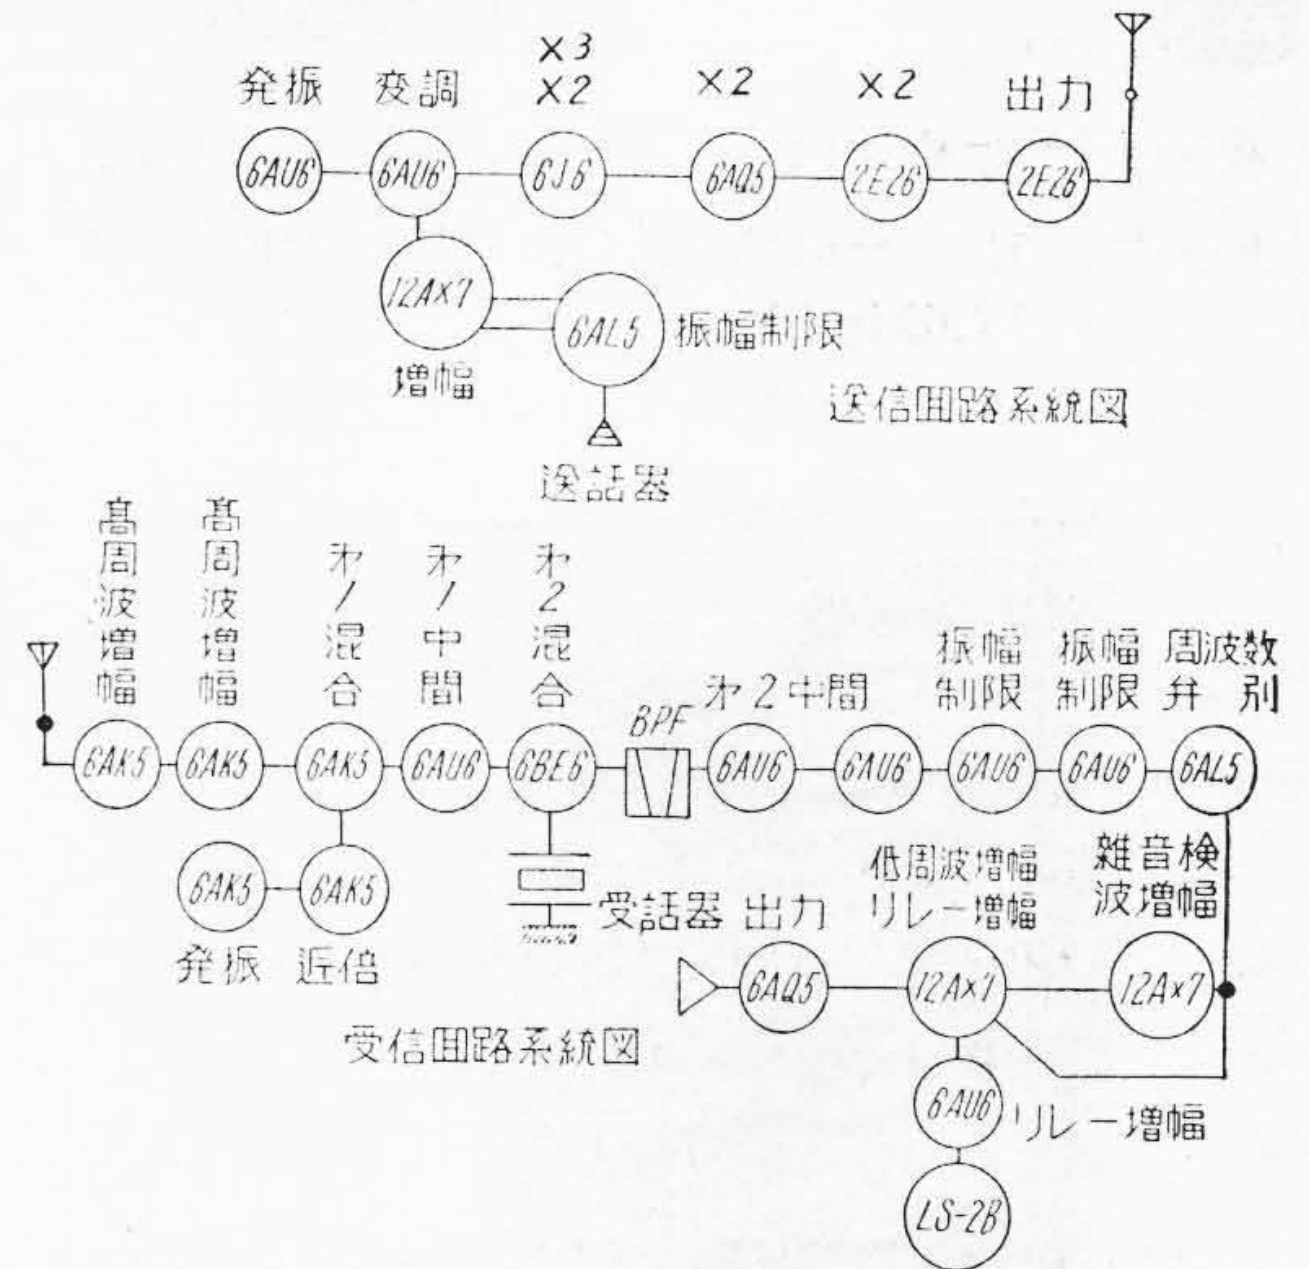 ×3
発振 変調 ×2 ×2 ×2 出力
6AU6 6AU6 6J6 6AQ5 2E26 2E26
12A×7 6AL5 振幅制限
増幅
送信回路系統図
送話器
高周波増幅
高周波増幅
才1混合
才1中間
才2混合
BPF
才2中間
振幅
制限
振幅
制限
周波数
弁別
6AK5 6AK5 6AK5 6AU6 6BE6 6AU6 6AU6 6AU6 6AU6 6AL5
6AK5 6AK5
発振 逓倍
受話器 出力
低周波増幅
リレー増幅
雑音検
波増幅
6AQ5 12A×7 12A×7
受信回路系統図
6AU6 リレー増幅
LS-2B